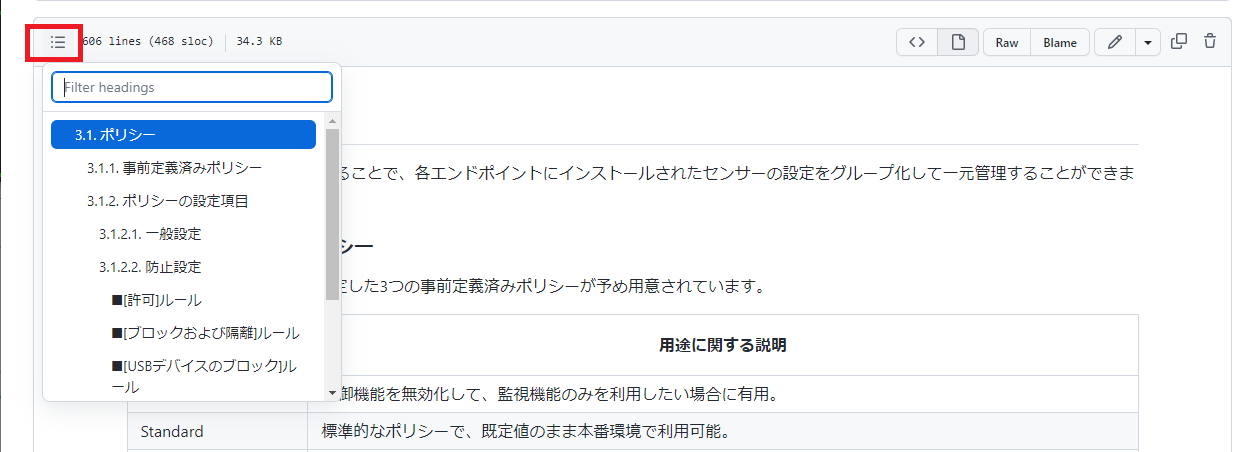 606 lines (468 sloc) 34.3 KB
Raw Blame
Filter headings
3.1. ポリシー
3.1.1. 事前定義済みポリシー
3.1.2. ポリシーの設定項目
3.1.2.1. 一般設定
3.1.2.2. 防止設定
■[許可]ルール
■[ブロックおよび隔離]ルール
■[USBデバイスのブロック]ル
ール
ることで、各エンドポイントにインストールされたセンサーの設定をグループ化して一元管理することができま
シー
定した3つの事前定義済みポリシーが予め用意されています。
用途に関する説明
御機能を無効化して、監視機能のみを利用したい場合に有用。
Standard 標準的なポリシーで、既定値のまま本番環境で利用可能。